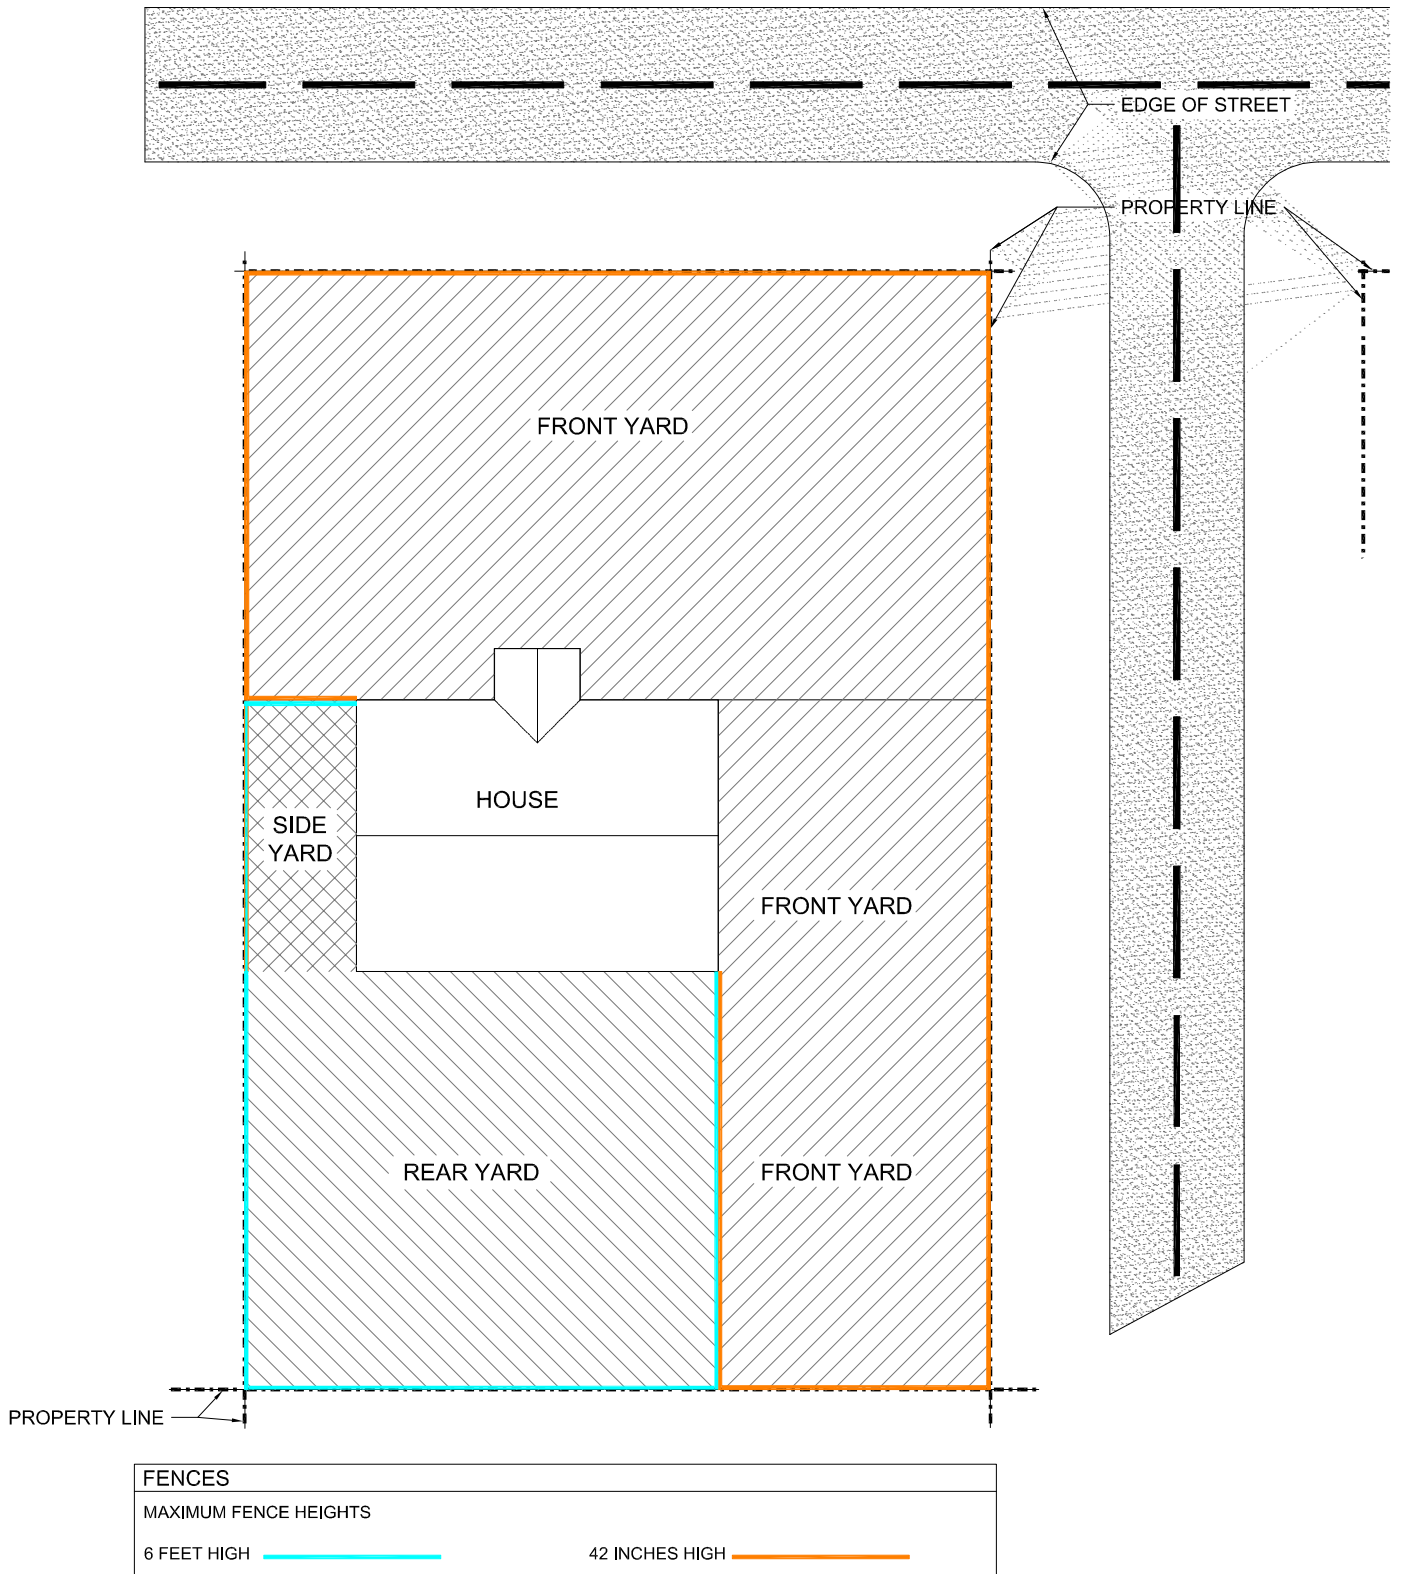 EDGE OF STREET
PROPERTY LINE
FRONT YARD
HOUSE
SIDE
YARD
FRONT YARD
REAR YARD
FRONT YARD
PROPERTY LINE
FENCES
MAXIMUM FENCE HEIGHTS
6 FEET HIGH
42 INCHES HIGH